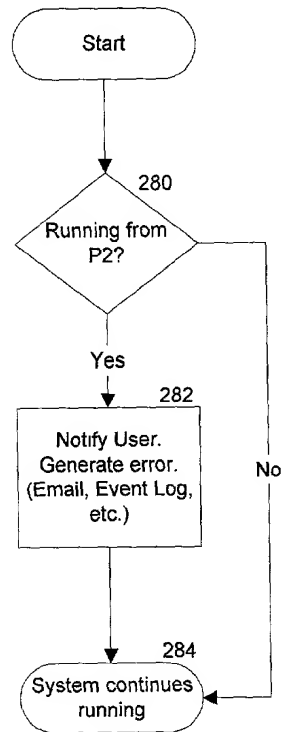 Start
280
Running from
P2?
Yes
No
282
Notify User.
Generate error.
(Email, Event Log,
etc.)
284
System continues
running